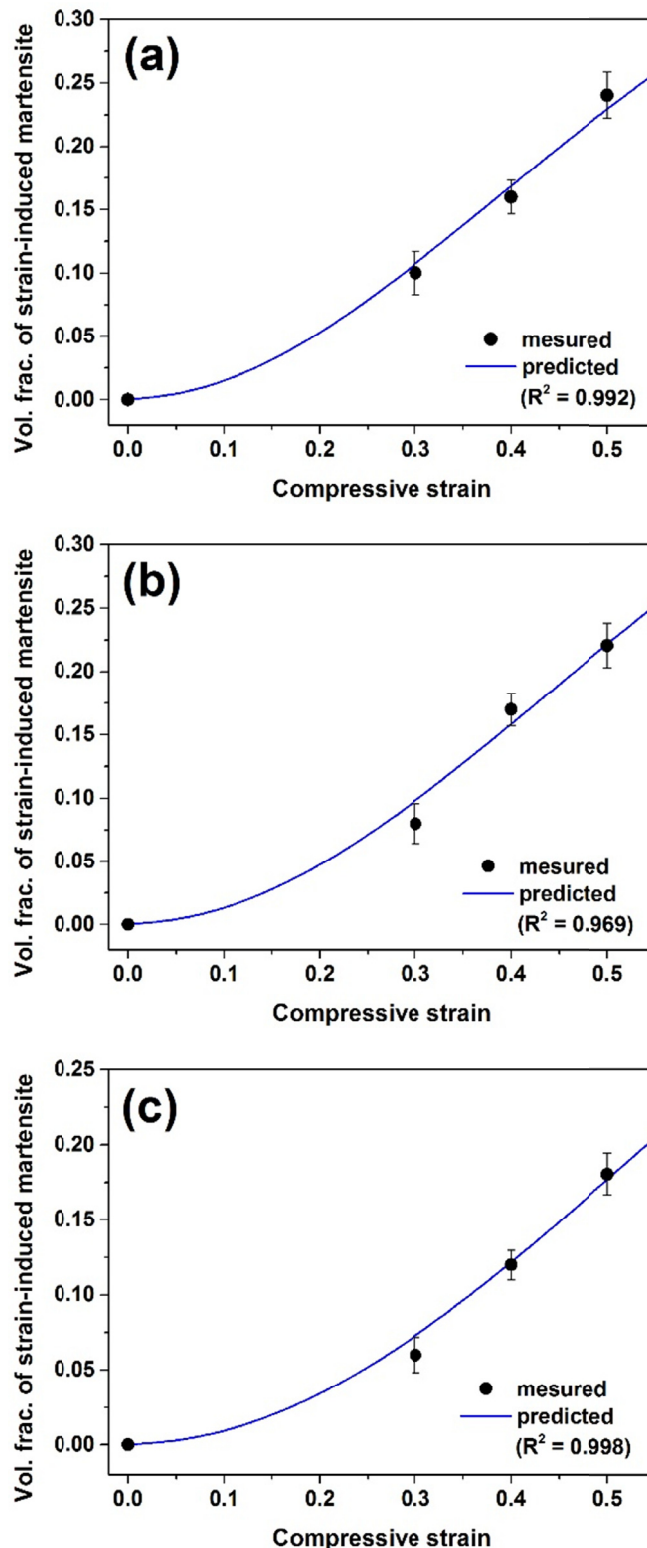 (a)
Vol. frac. of strain-induced martensite
0.30
0.25
0.20
0.15
0.10
0.05
0.00
mesured
predicted
(R² = 0.992)
0.0 0.1 0.2 0.3 0.4 0.5
Compressive strain
(b)
Vol. frac. of strain-induced martensite
0.30
0.25
0.20
0.15
0.10
0.05
0.00
mesured
predicted
(R² = 0.969)
0.0 0.1 0.2 0.3 0.4 0.5
Compressive strain
(c)
Vol. frac. of strain-induced martensite
0.25
0.20
0.15
0.10
0.05
0.00
mesured
predicted
(R² = 0.998)
0.0 0.1 0.2 0.3 0.4 0.5
Compressive strain